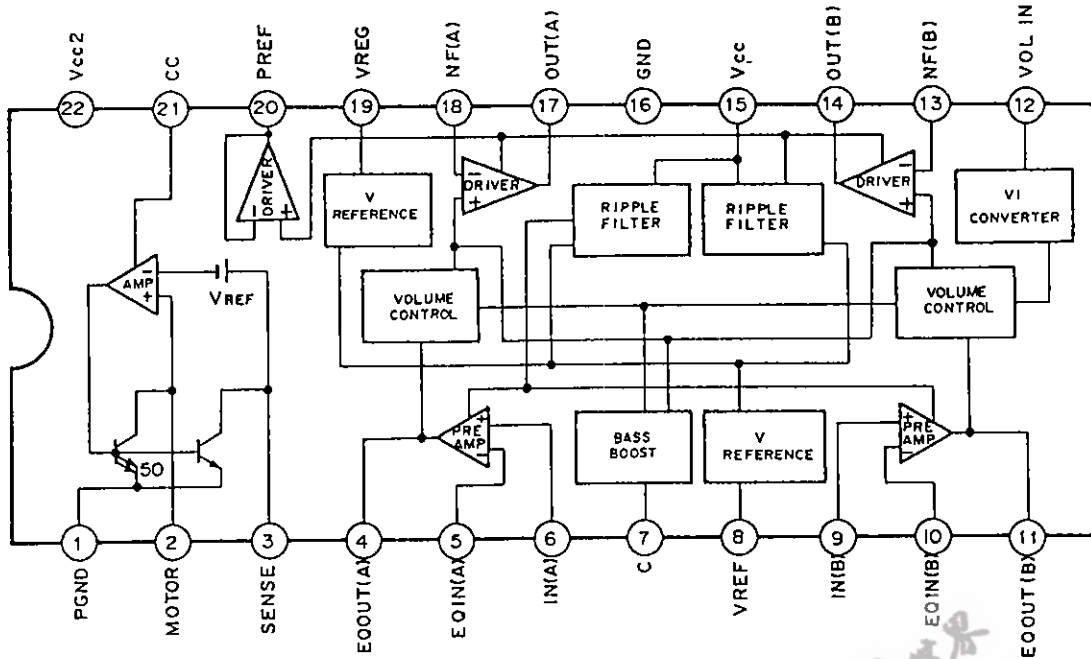 Vcc2
CC
PREF
VREG
NF(A)
OUT(A)
GND
Vcc
OUT(B)
NF(B)
VOL IN
22
21
20
19
18
17
16
15
14
13
12
DRIVER
- +
V
REFERENCE
-
DRIVER
+
RIPPLE
FILTER
RIPPLE
FILTER
-
DRIVER
+
VI
CONVERTER
-
AMP
+
VREF
VOLUME
CONTROL
VOLUME
CONTROL
50
+
PRE
AMP
-
BASS
BOOST
V
REFERENCE
+
PRE
AMP
-
1
2
3
4
5
6
7
8
9
10
11
PGND
MOTOR
SENSE
EQOUT(A)
EQIN(A)
IN(A)
C
VREF
IN(B)
EQIN(B)
EQOUT(B)